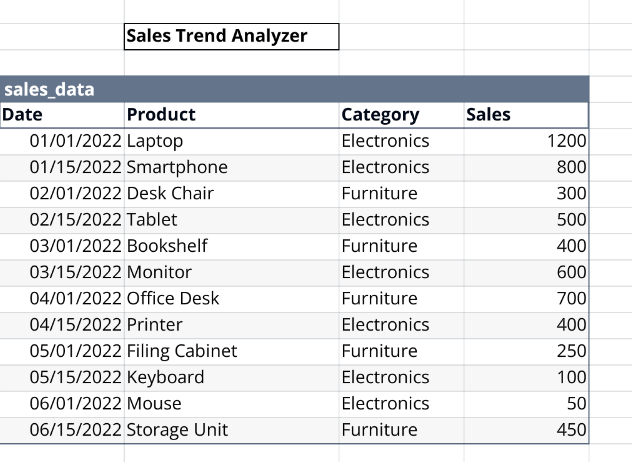 Sales Trend Analyzer
sales_data
Date Product Category Sales
01/01/2022 Laptop Electronics 1200
01/15/2022 Smartphone Electronics 800
02/01/2022 Desk Chair Furniture 300
02/15/2022 Tablet Electronics 500
03/01/2022 Bookshelf Furniture 400
03/15/2022 Monitor Electronics 600
04/01/2022 Office Desk Furniture 700
04/15/2022 Printer Electronics 400
05/01/2022 Filing Cabinet Furniture 250
05/15/2022 Keyboard Electronics 100
06/01/2022 Mouse Electronics 50
06/15/2022 Storage Unit Furniture 450